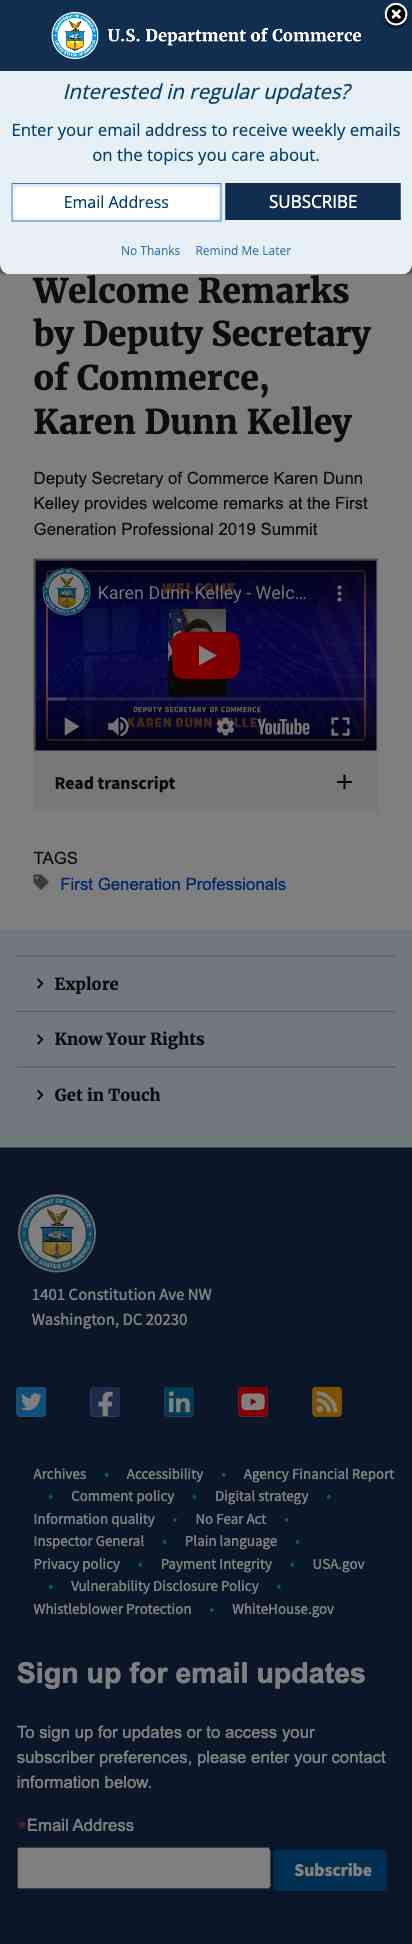 U.S. Department of Commerce
Interested in regular updates?
Enter your email address to receive weekly emails
on the topics you care about.
Email Address
SUBSCRIBE
No Thanks
Remind Me Later
Welcome Remarks
by Deputy Secretary
of Commerce,
Karen Dunn Kelley
Deputy Secretary of Commerce Karen Dunn
Kelley provides welcome remarks at the First
Generation Professional 2019 Summit
Karen Dunn Kelley - Welc...
WELCOME
DEPUTY SECRETARY OF COMMERCE
KAREN DUNN KELLE
YouTube
Read transcript
TAGS
First Generation Professionals
Explore
Know Your Rights
Get in Touch
1401 Constitution Ave NW
Washington, DC 20230
Archives • Accessibility • Agency Financial Report
• Comment policy • Digital strategy •
Information quality • No Fear Act •
Inspector General • Plain language •
Privacy policy • Payment Integrity • USA.gov
• Vulnerability Disclosure Policy •
Whistleblower Protection • WhiteHouse.gov
Sign up for email updates
To sign up for updates or to access your
subscriber preferences, please enter your contact
information below.
*Email Address
Subscribe